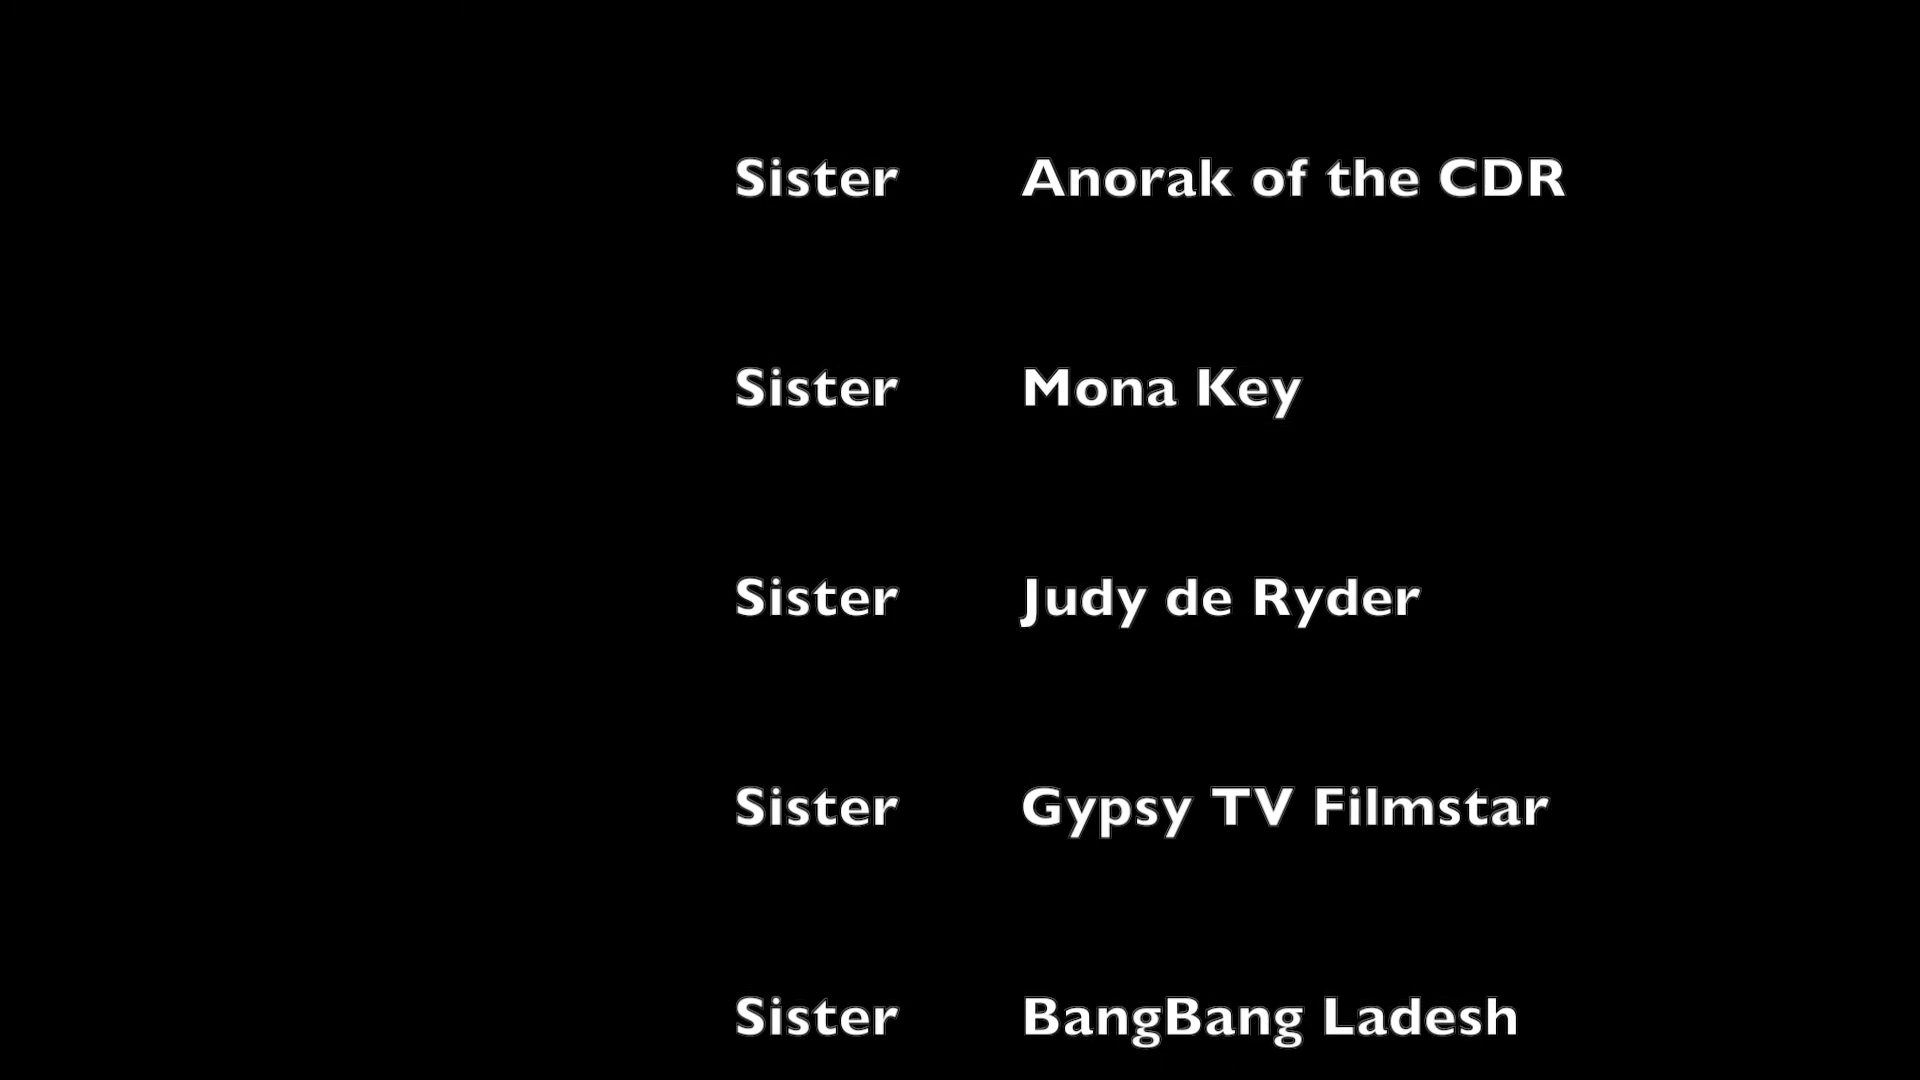 Sister Anorak of the CDR
Sister Mona Key
Sister Judy de Ryder
Sister Gypsy TV Filmstar
Sister BangBang Ladesh